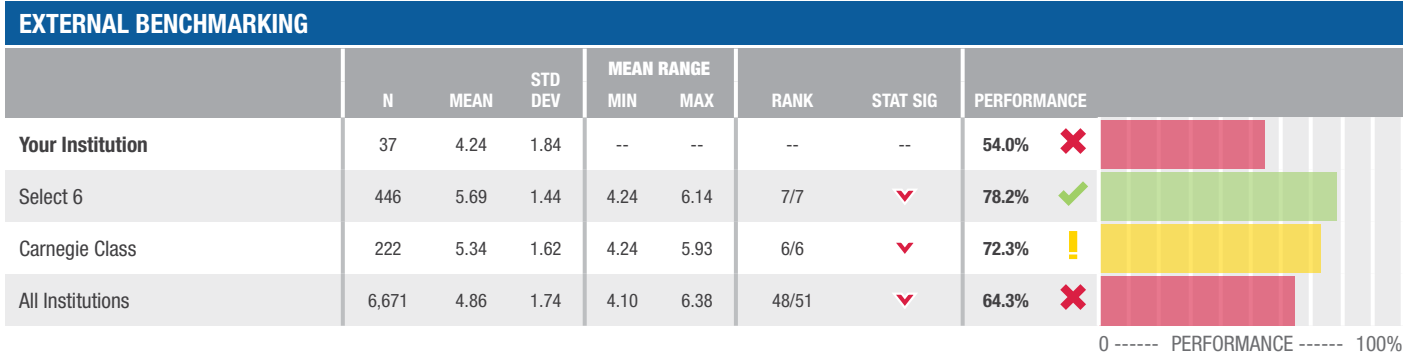 EXTERNAL BENCHMARKING
N MEAN STD DEV MEAN RANGE MIN MAX RANK STAT SIG PERFORMANCE
Your Institution 37 4.24 1.84 -- -- -- -- 54.0%
Select 6 446 5.69 1.44 4.24 6.14 7/7 78.2%
Carnegie Class 222 5.34 1.62 4.24 5.93 6/6 72.3%
All Institutions 6,671 4.86 1.74 4.10 6.38 48/51 64.3%
0 ------ PERFORMANCE ------ 100%